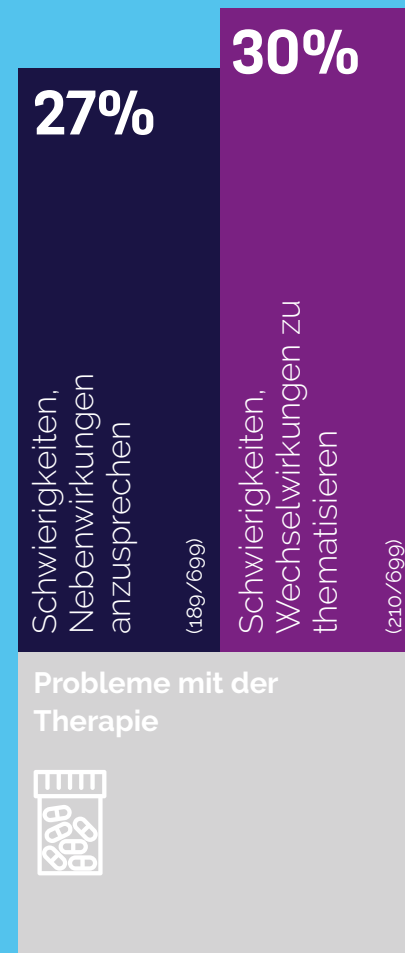 27%
Schwierigkeiten,
Nebenwirkungen
anzusprechen
(189/699)
30%
Schwierigkeiten,
Wechselwirkungen zu
thematisieren
(210/699)
Probleme mit der
Therapie